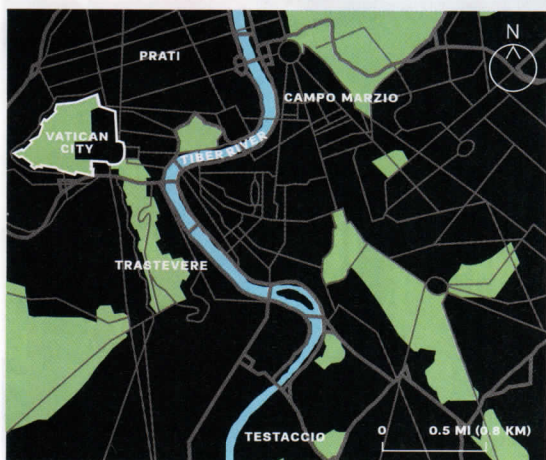 N
PRATI
CAMPO MARZIO
VATICAN
CITY
TIBER RIVER
TRASTEVERE
TESTACCIO
0 0.5 MI (0.8 KM)